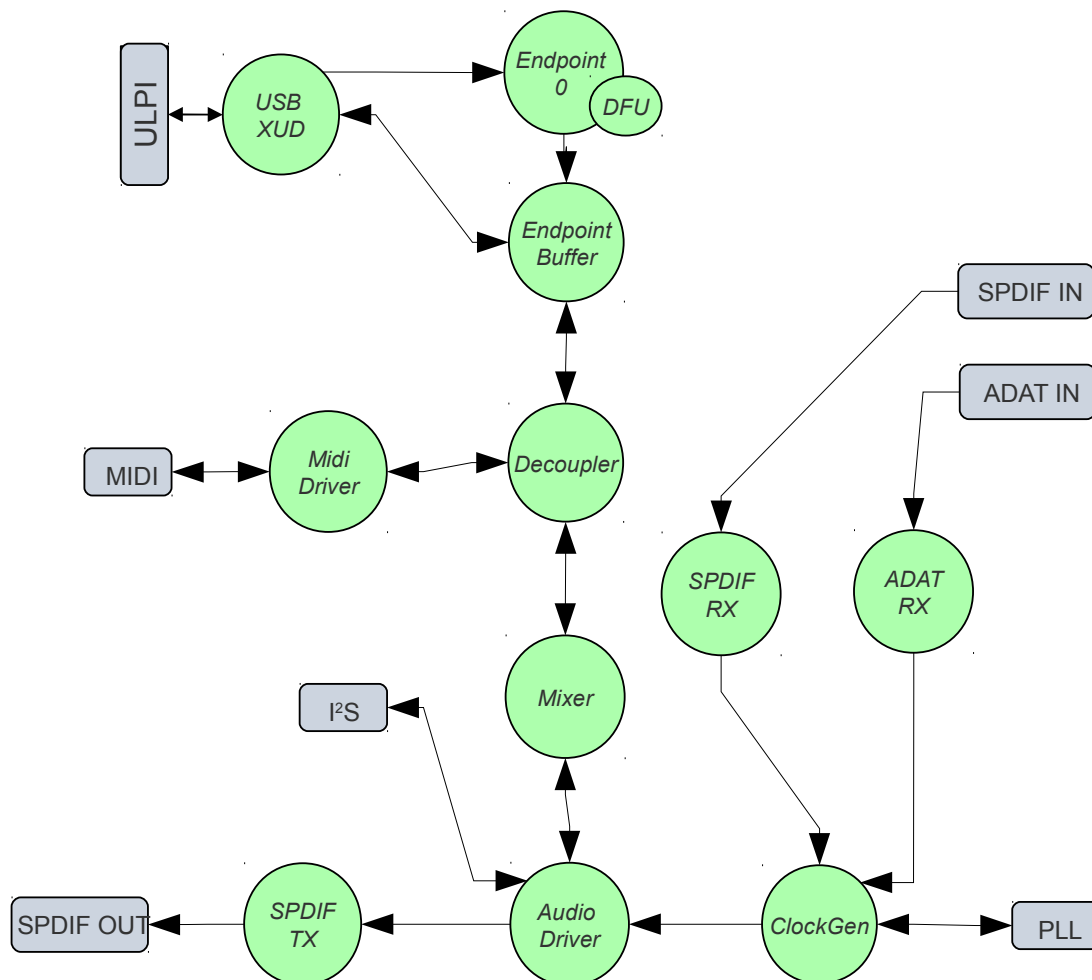 ULPI
USB
XUD
Endpoint
0
DFU
Endpoint
Buffer
SPDIF IN
ADAT IN
MIDI
Midi
Driver
Decoupler
SPDIF
RX
ADAT
RX
I²S
Mixer
SPDIF OUT
SPDIF
TX
Audio
Driver
ClockGen
PLL